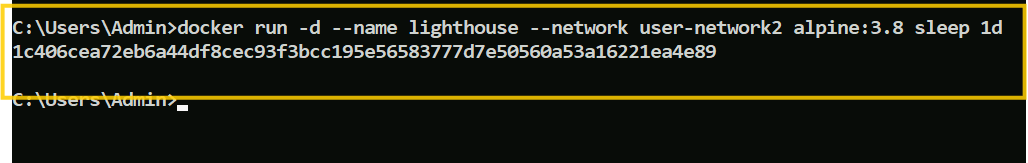 C:\Users\Admin>docker run -d --name lighthouse --network user-network2 alpine:3.8 sleep 1d
1c406cea72eb6a44df8cec93f3bcc195e56583777d7e50560a53a16221ea4e89
C:\Users\Admin>